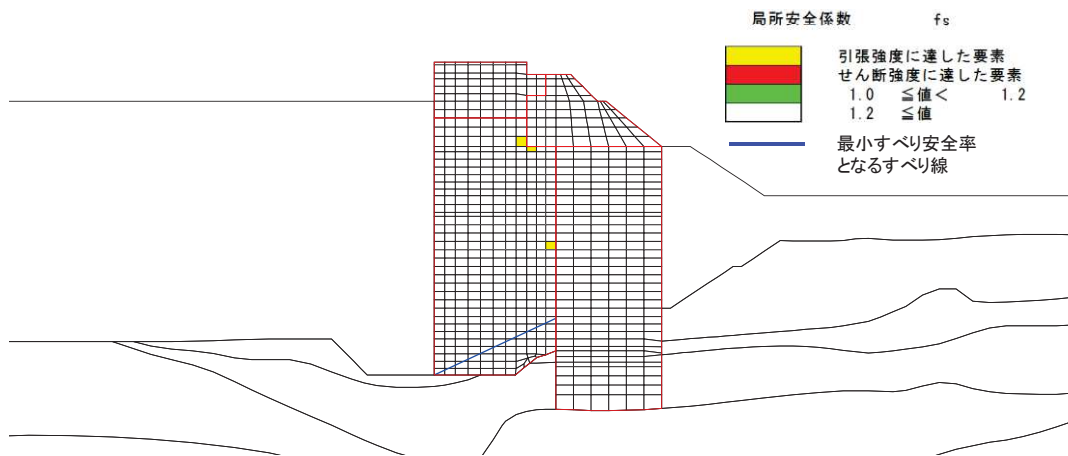 局所安全係数 fs
引張強度に達した要素
せん断強度に達した要素
1.0 ≦値< 1.2
1.2 ≦値
最小すべり安全率
となるすべり線